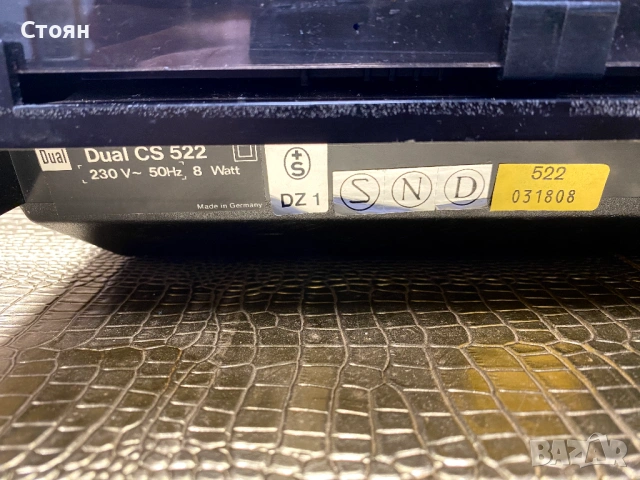 Стоян
Dual
Dual CS 522
230 V~ 50Hz, 8 Watt
Made in Germany
+S
DZ 1
S N D
522
031808
BAZAR